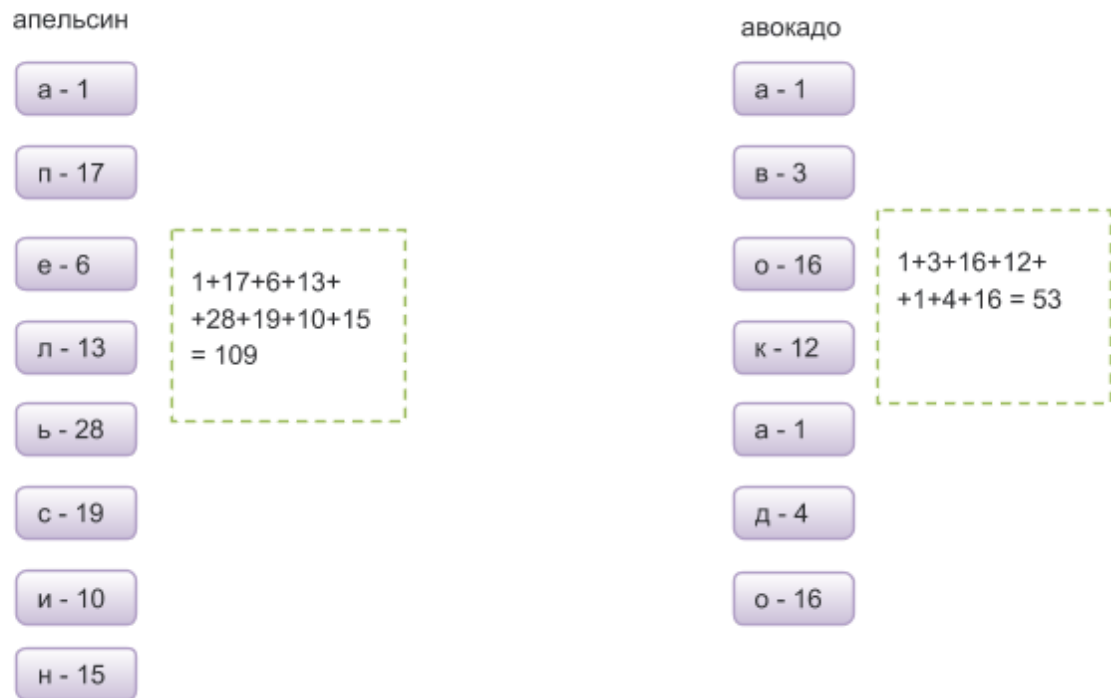 апельсин
а - 1
п - 17
е - 6
л - 13
ь - 28
с - 19
и - 10
н - 15
1+17+6+13+
+28+19+10+15
= 109
авокадо
а - 1
в - 3
о - 16
к - 12
а - 1
д - 4
о - 16
1+3+16+12+
+1+4+16 = 53